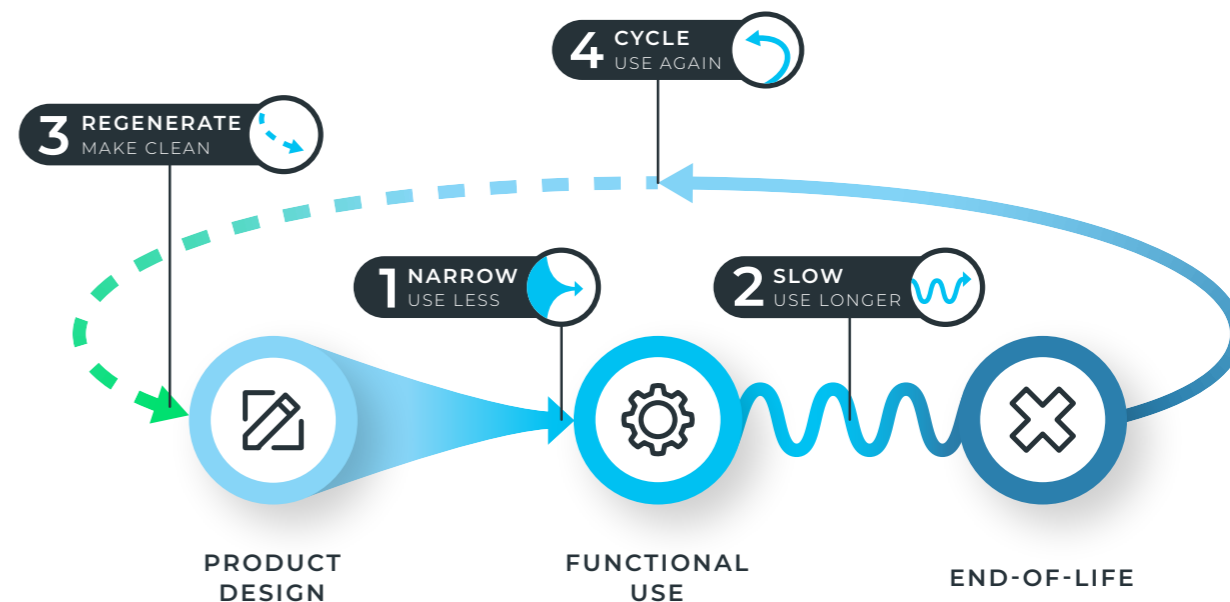 4 CYCLE
USE AGAIN
3 REGENERATE
MAKE CLEAN
1 NARROW
USE LESS
2 SLOW
USE LONGER
PRODUCT
DESIGN
FUNCTIONAL
USE
END-OF-LIFE